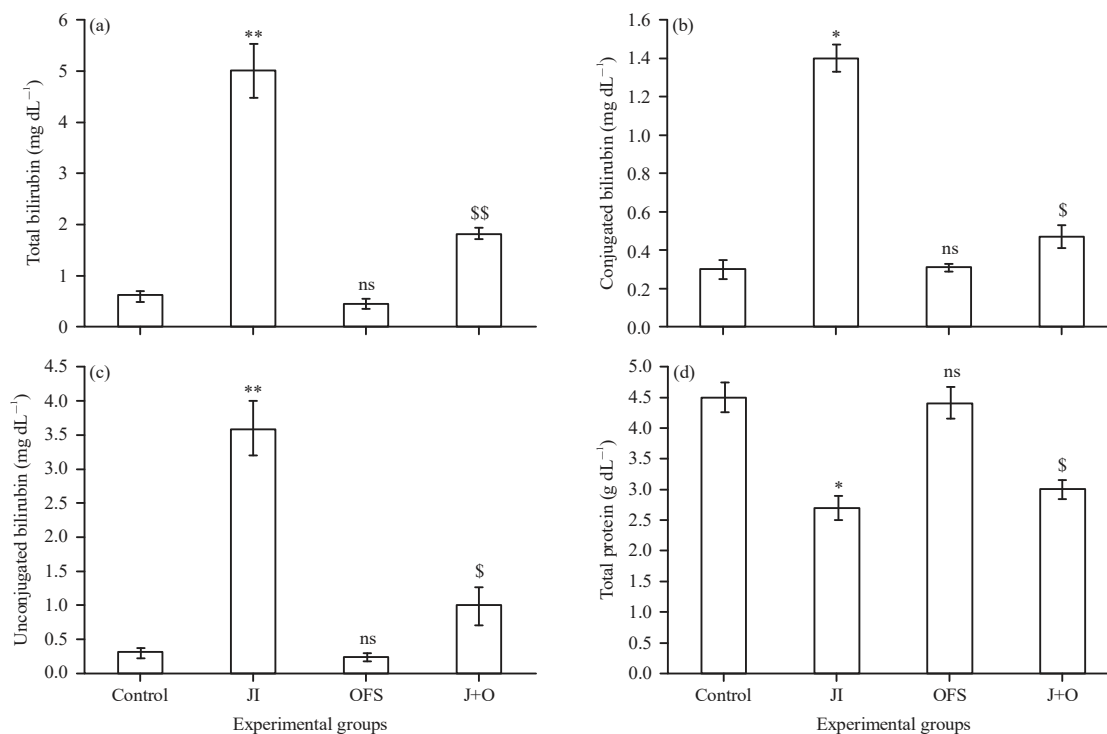 (a)
Total bilirubin (mg dL⁻¹)
6
5
4
3
2
1
0
**
ns
$$
(b)
Conjugated bilirubin (mg dL⁻¹)
1.6
1.4
1.2
1.0
0.8
0.6
0.4
0.2
0.0
*
ns
$
(c)
Unconjugated bilirubin (mg dL⁻¹)
4.5
4.0
3.5
3.0
2.5
2.0
1.5
1.0
0.5
0.0
**
ns
$
Control JI OFS J+O
Experimental groups
(d)
Total protein (g dL⁻¹)
5.0
4.5
4.0
3.5
3.0
2.5
2.0
1.5
1.0
0.5
0.0
*
ns
$
Control JI OFS J+O
Experimental groups